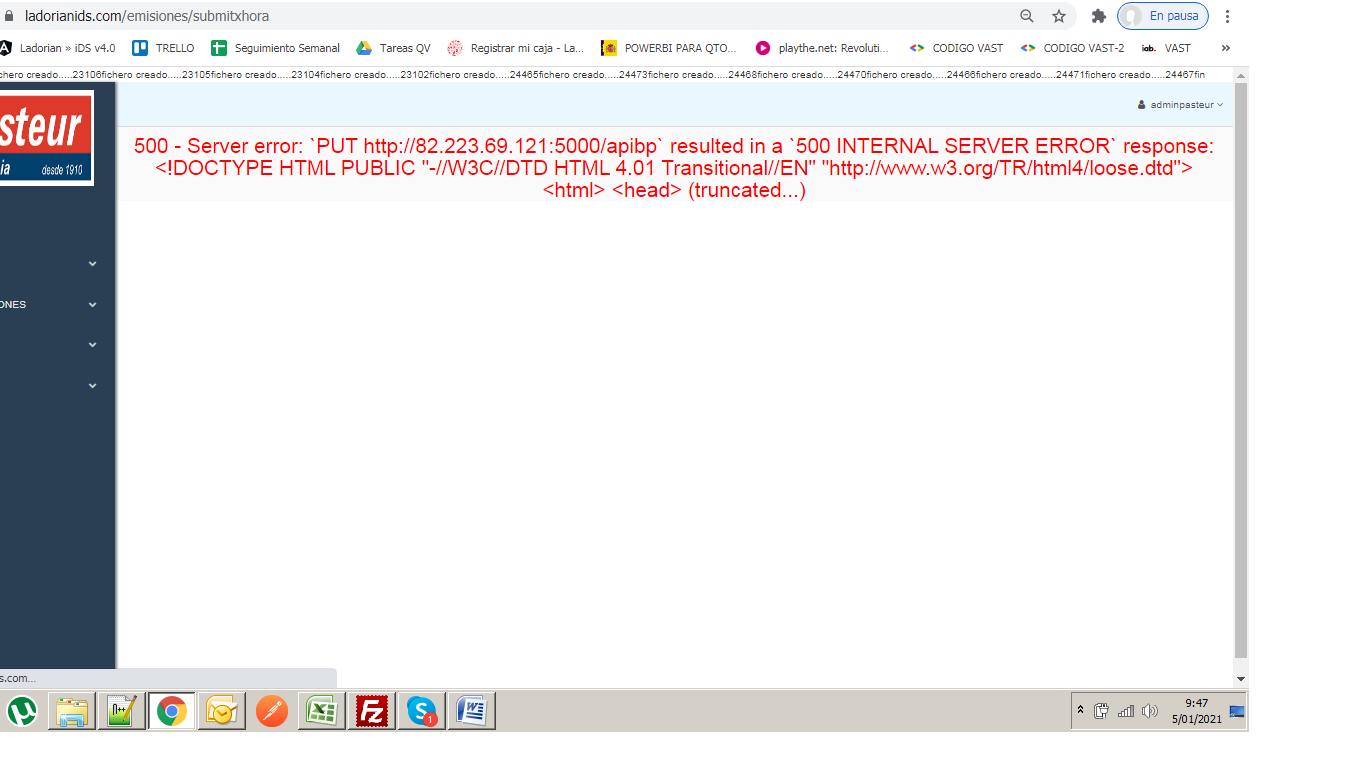 ladorianids.com/emisiones/submitxhora
En pausa
Ladorian » iDS v4.0 TRELLO Seguimiento Semanal Tareas QV Registrar mi caja - La... POWERBI PARA QTO... playthe.net: Revoluti... CODIGO VAST CODIGO VAST-2 iab. VAST »
chero creado.....23106fichero creado.....23105fichero creado.....23104fichero creado.....23102fichero creado.....24465fichero creado.....24473fichero creado.....24468fichero creado.....24470fichero creado.....24466fichero creado.....24471fichero creado.....24467fin
adminpasteur
steur
ia desde 1910
500 - Server error: `PUT http://82.223.69.121:5000/apibp` resulted in a `500 INTERNAL SERVER ERROR` response:
<!DOCTYPE HTML PUBLIC "-//W3C//DTD HTML 4.01 Transitional//EN" "http://www.w3.org/TR/html4/loose.dtd">
<html> <head> (truncated...)
ONES
s.com...
9:47
5/01/2021